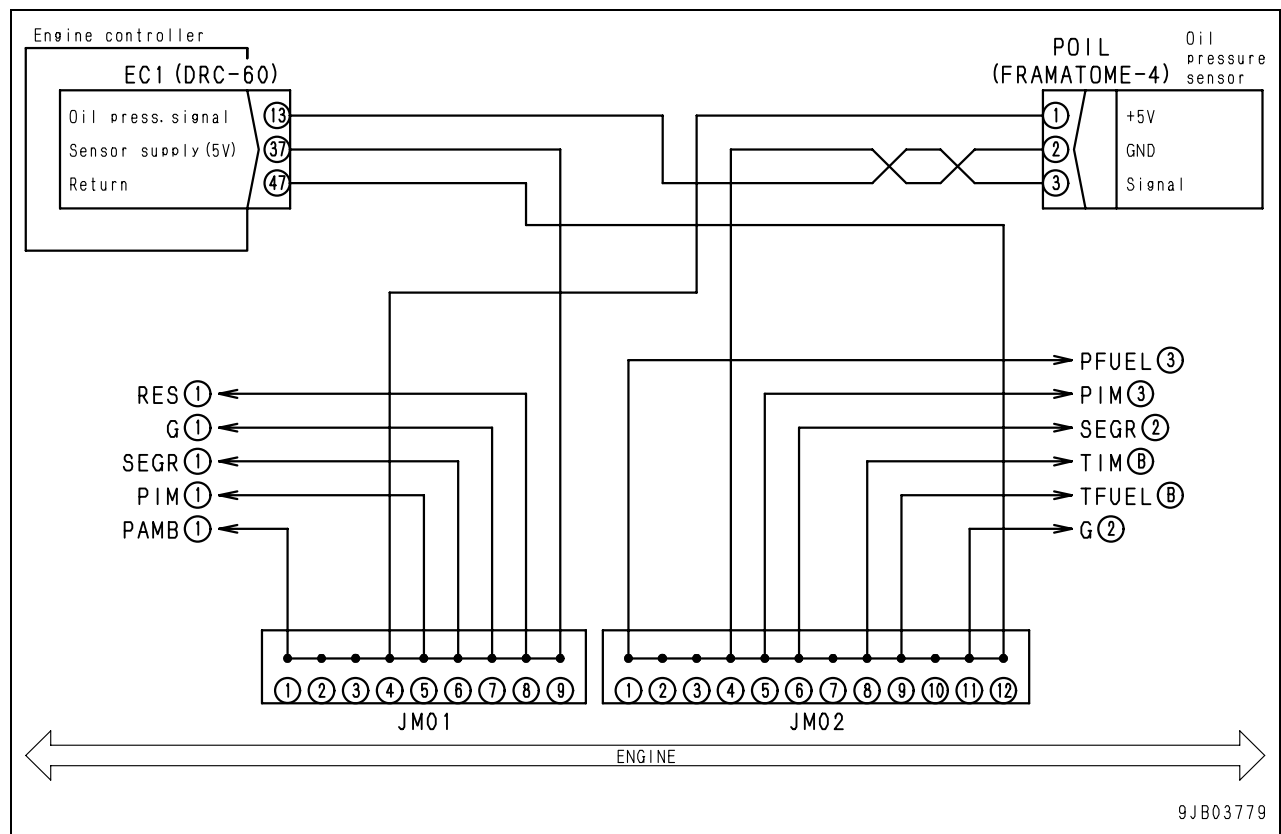 Engine controller
EC1 (DRC-60)
Oil press. signal 13
Sensor supply (5V) 37
Return 47
POIL
(FRAMATOME-4)
Oil
pressure
sensor
1 +5V
2 GND
3 Signal
RES 1
G 1
SEGR 1
PIM 1
PAMB 1
PFUEL 3
PIM 3
SEGR 2
TIM B
TFUEL B
G 2
1 2 3 4 5 6 7 8 9
JM01
1 2 3 4 5 6 7 8 9 10 11 12
JM02
ENGINE
9JB03779